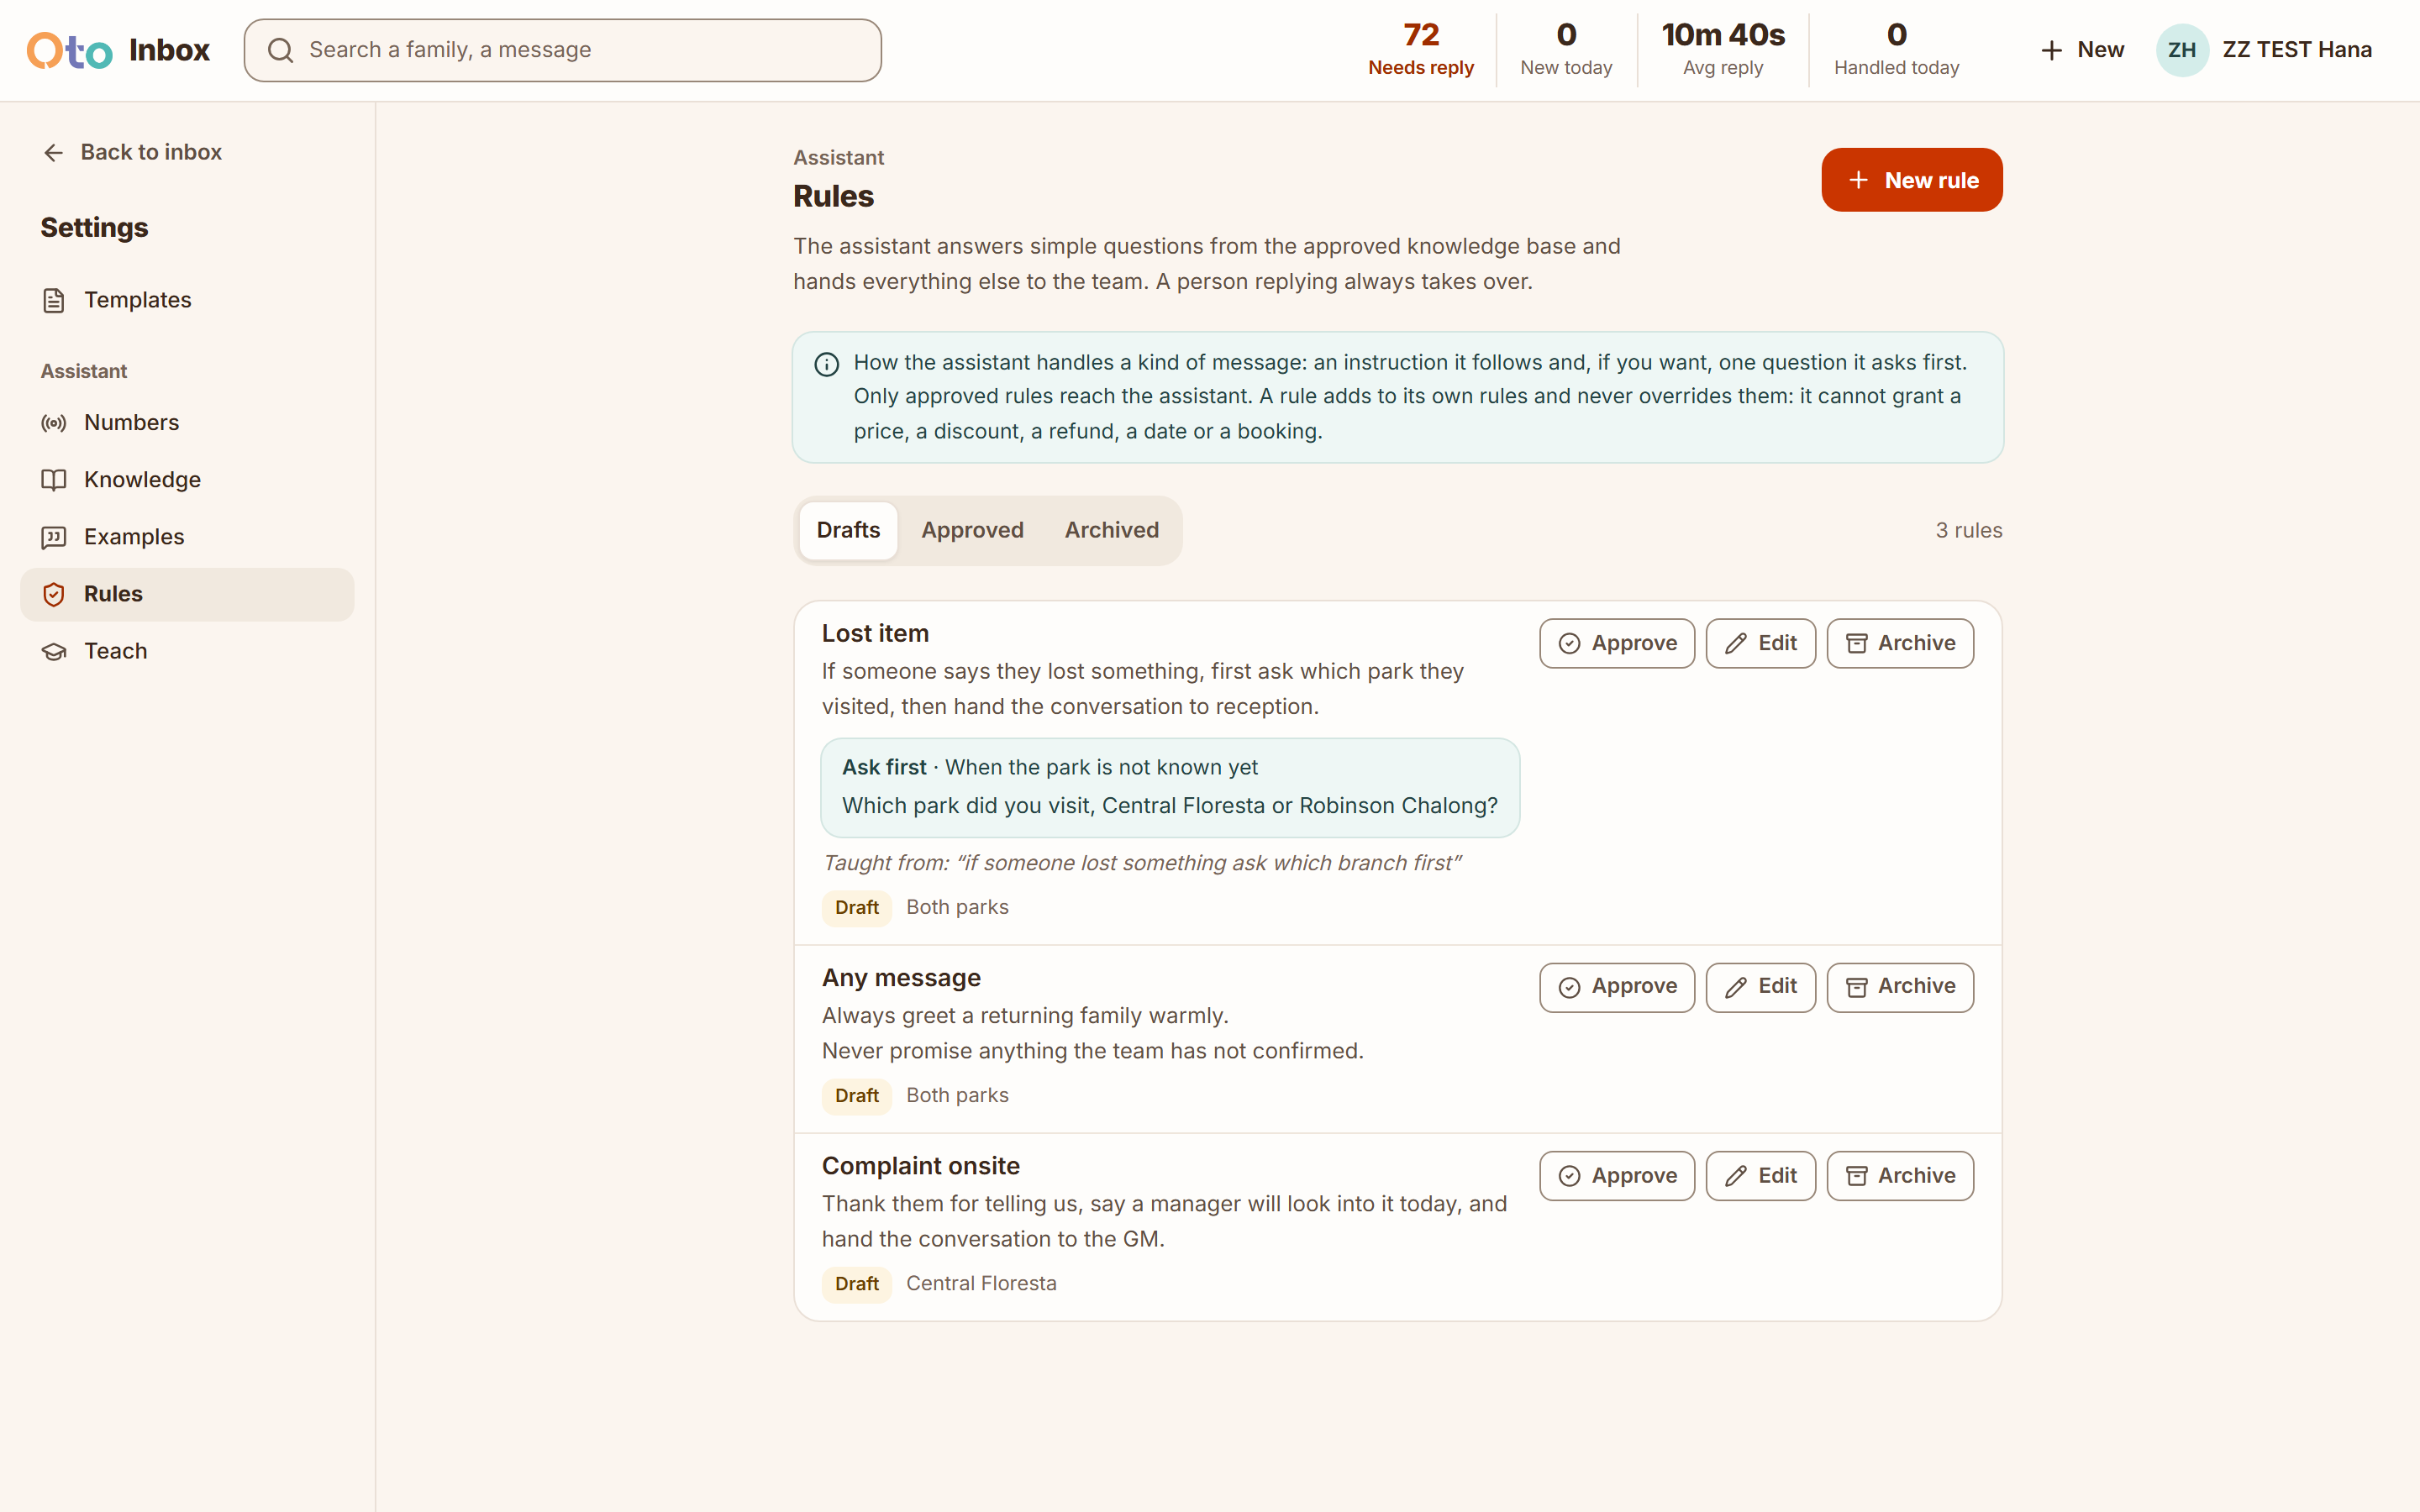 Oto Inbox
Search a family, a message
72
Needs reply
0
New today
10m 40s
Avg reply
0
Handled today
New
ZH
ZZ TEST Hana
Back to inbox
Settings
Templates
Assistant
Numbers
Knowledge
Examples
Rules
Teach
Assistant
Rules
New rule
The assistant answers simple questions from the approved knowledge base and
hands everything else to the team. A person replying always takes over.
How the assistant handles a kind of message: an instruction it follows and, if you want, one question it asks first.
Only approved rules reach the assistant. A rule adds to its own rules and never overrides them: it cannot grant a
price, a discount, a refund, a date or a booking.
Drafts
Approved
Archived
3 rules
Lost item
Approve
Edit
Archive
If someone says they lost something, first ask which park they
visited, then hand the conversation to reception.
Ask first · When the park is not known yet
Which park did you visit, Central Floresta or Robinson Chalong?
Taught from: “if someone lost something ask which branch first”
Draft
Both parks
Any message
Approve
Edit
Archive
Always greet a returning family warmly.
Never promise anything the team has not confirmed.
Draft
Both parks
Complaint onsite
Approve
Edit
Archive
Thank them for telling us, say a manager will look into it today, and
hand the conversation to the GM.
Draft
Central Floresta